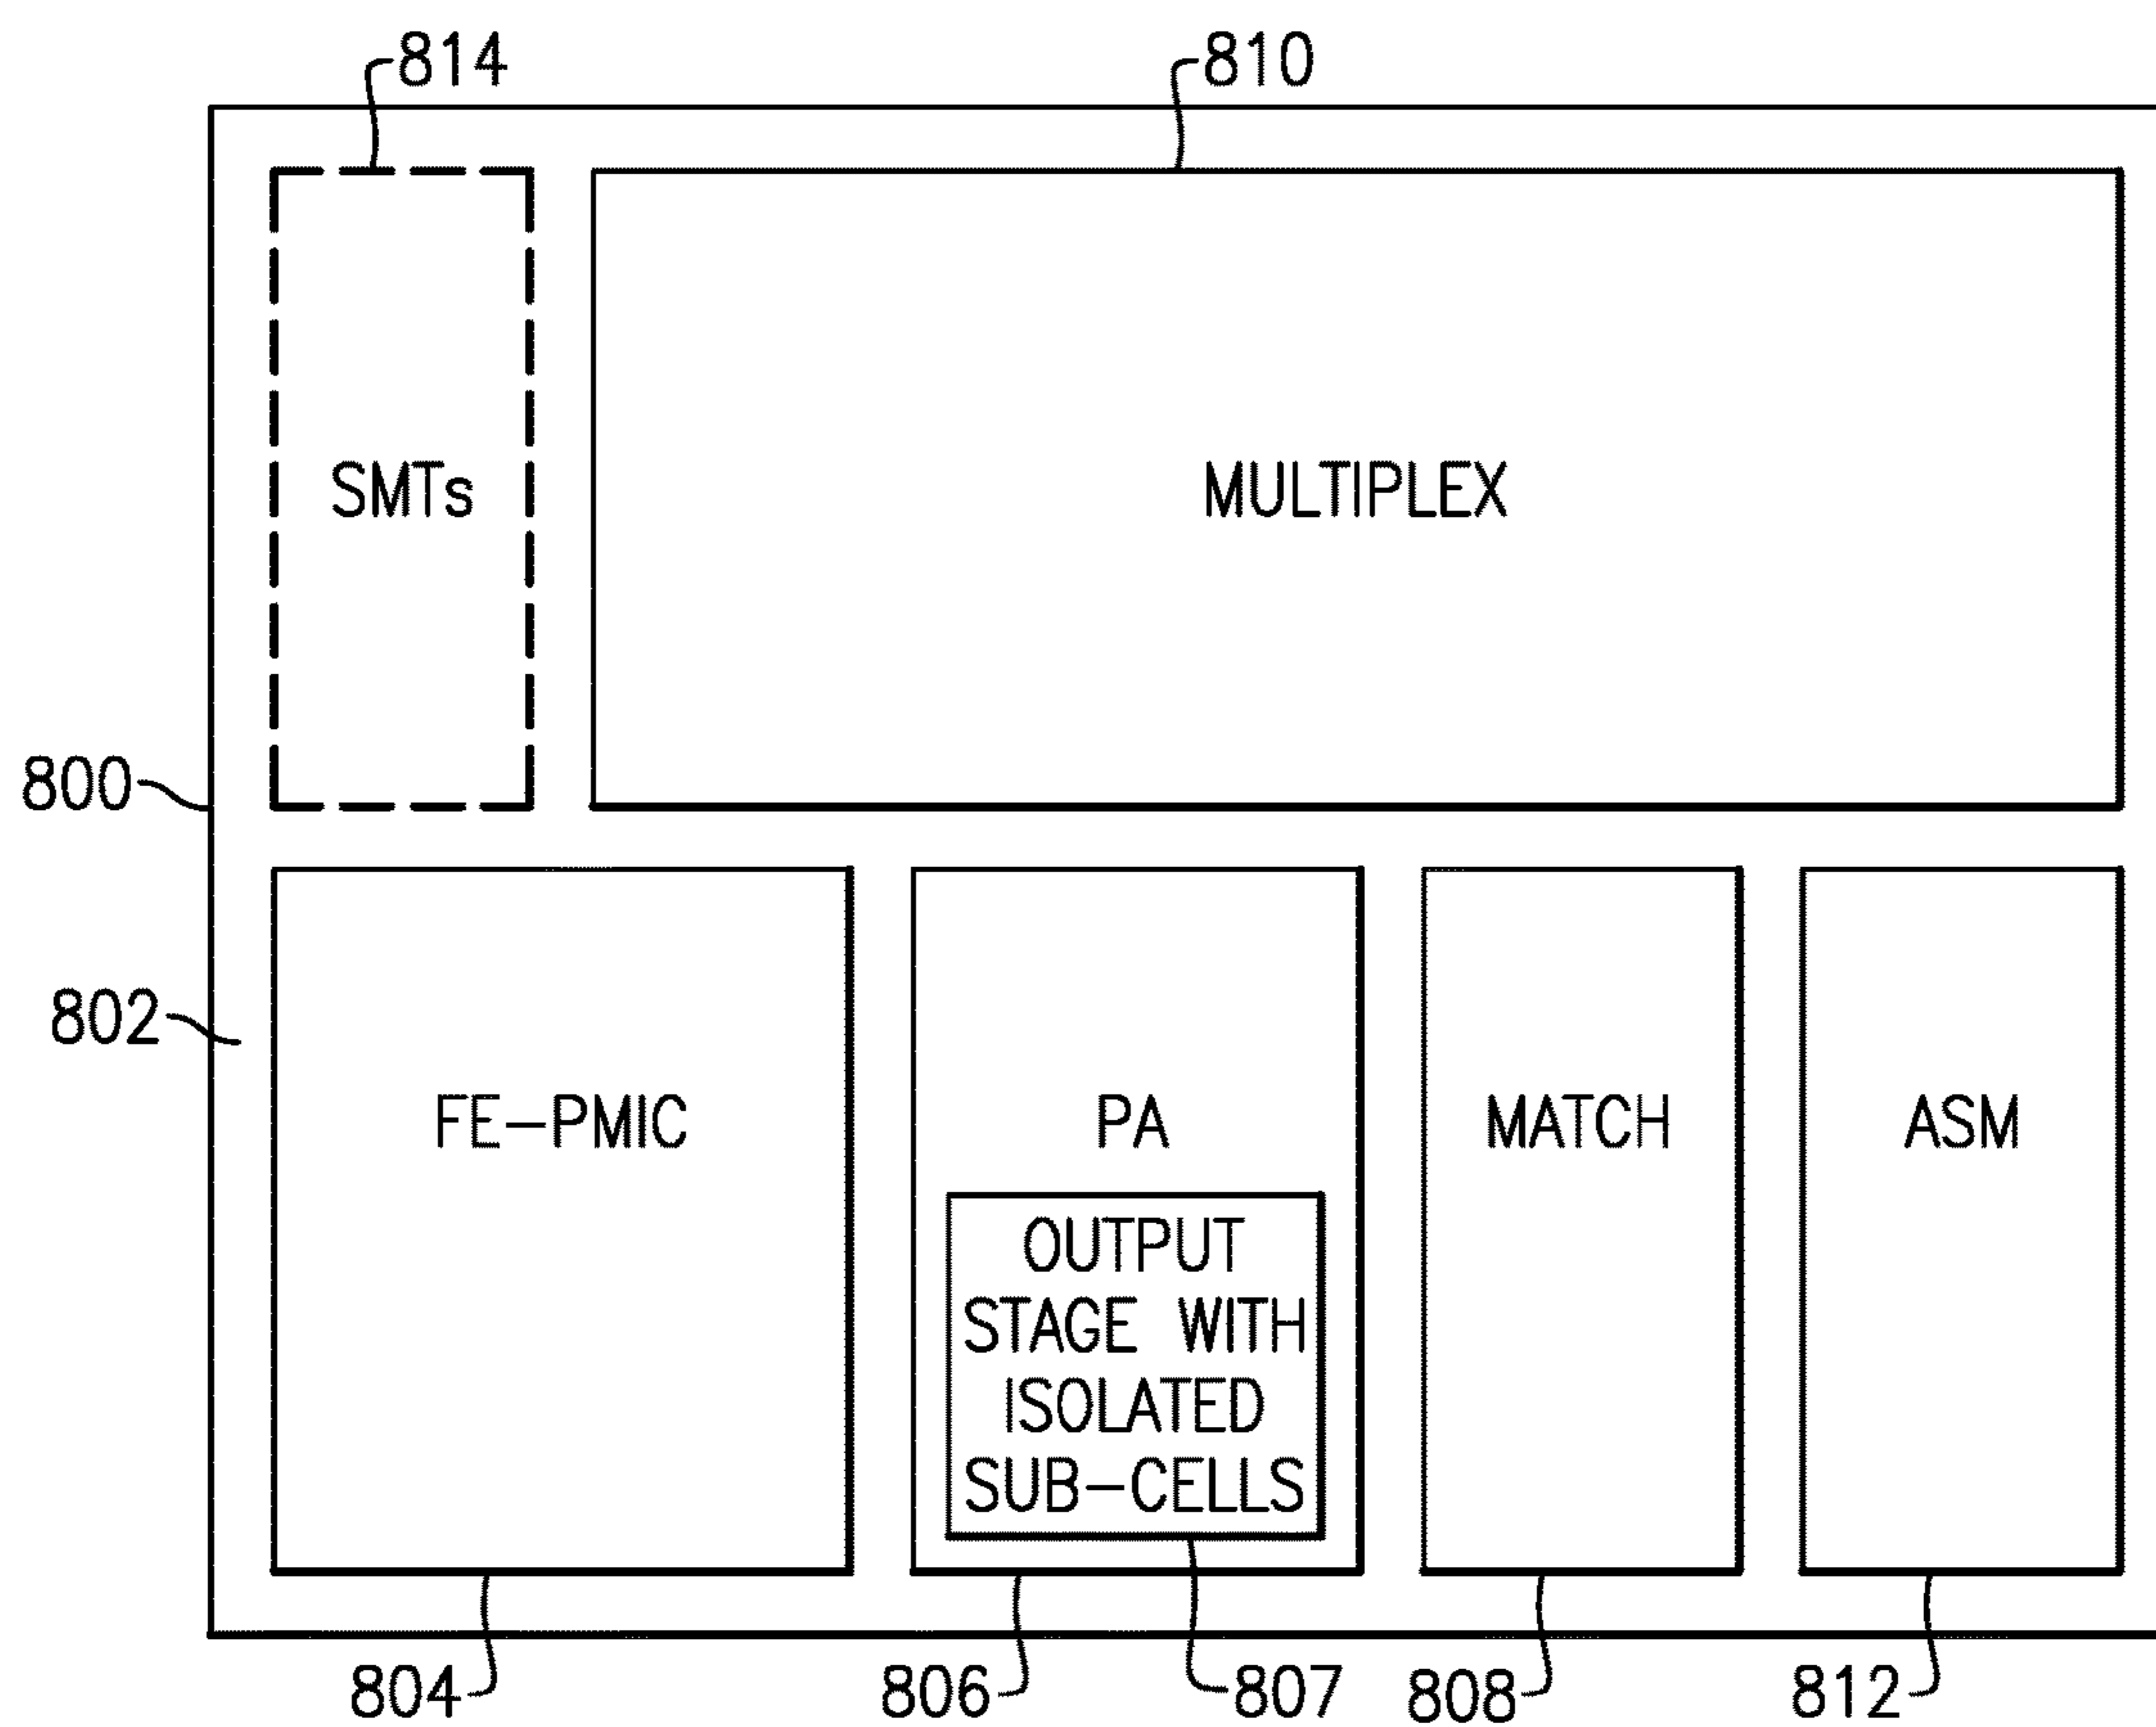 814
810
SMTs
MULTIPLEX
800
802
FE-PMIC
PA
MATCH
ASM
OUTPUT
STAGE WITH
ISOLATED
SUB-CELLS
804
806
807
808
812